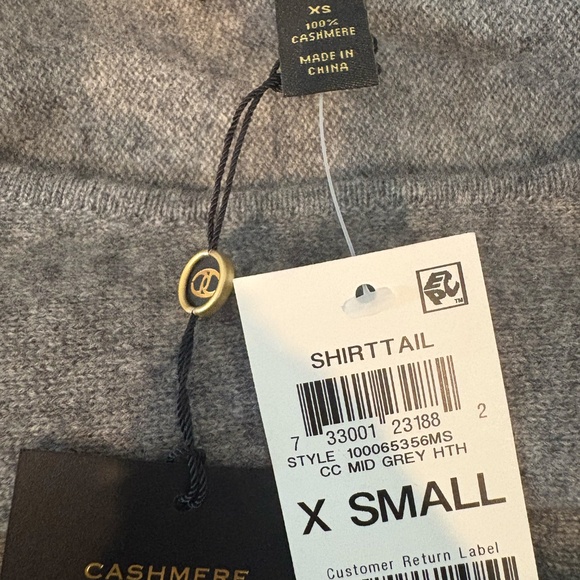 XS
100%
CASHMERE
MADE IN
CHINA
EPC™
SHIRTTAIL
7 33001 23188 2
STYLE 100065356MS
CC MID GREY HTH
X SMALL
Customer Return Label
CASHMERE